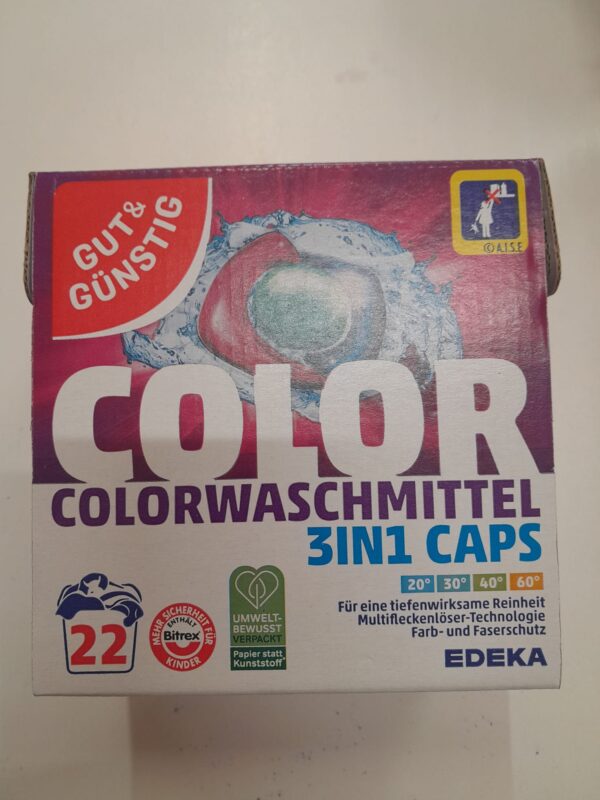 GUT&
GÜNSTIG
© A.I.S.E
COLOR
COLORWASCHMITTEL
3IN1 CAPS
20° 30° 40° 60°
Für eine tiefenwirksame Reinheit
Multifleckenlöser-Technologie
Farb- und Faserschutz
EDEKA
22
MEHR SICHERHEIT FÜR
ENTHÄLT
Bitrex
KINDER
UMWELT-
BEWUSST
VERPACKT
Papier statt
Kunststoff*